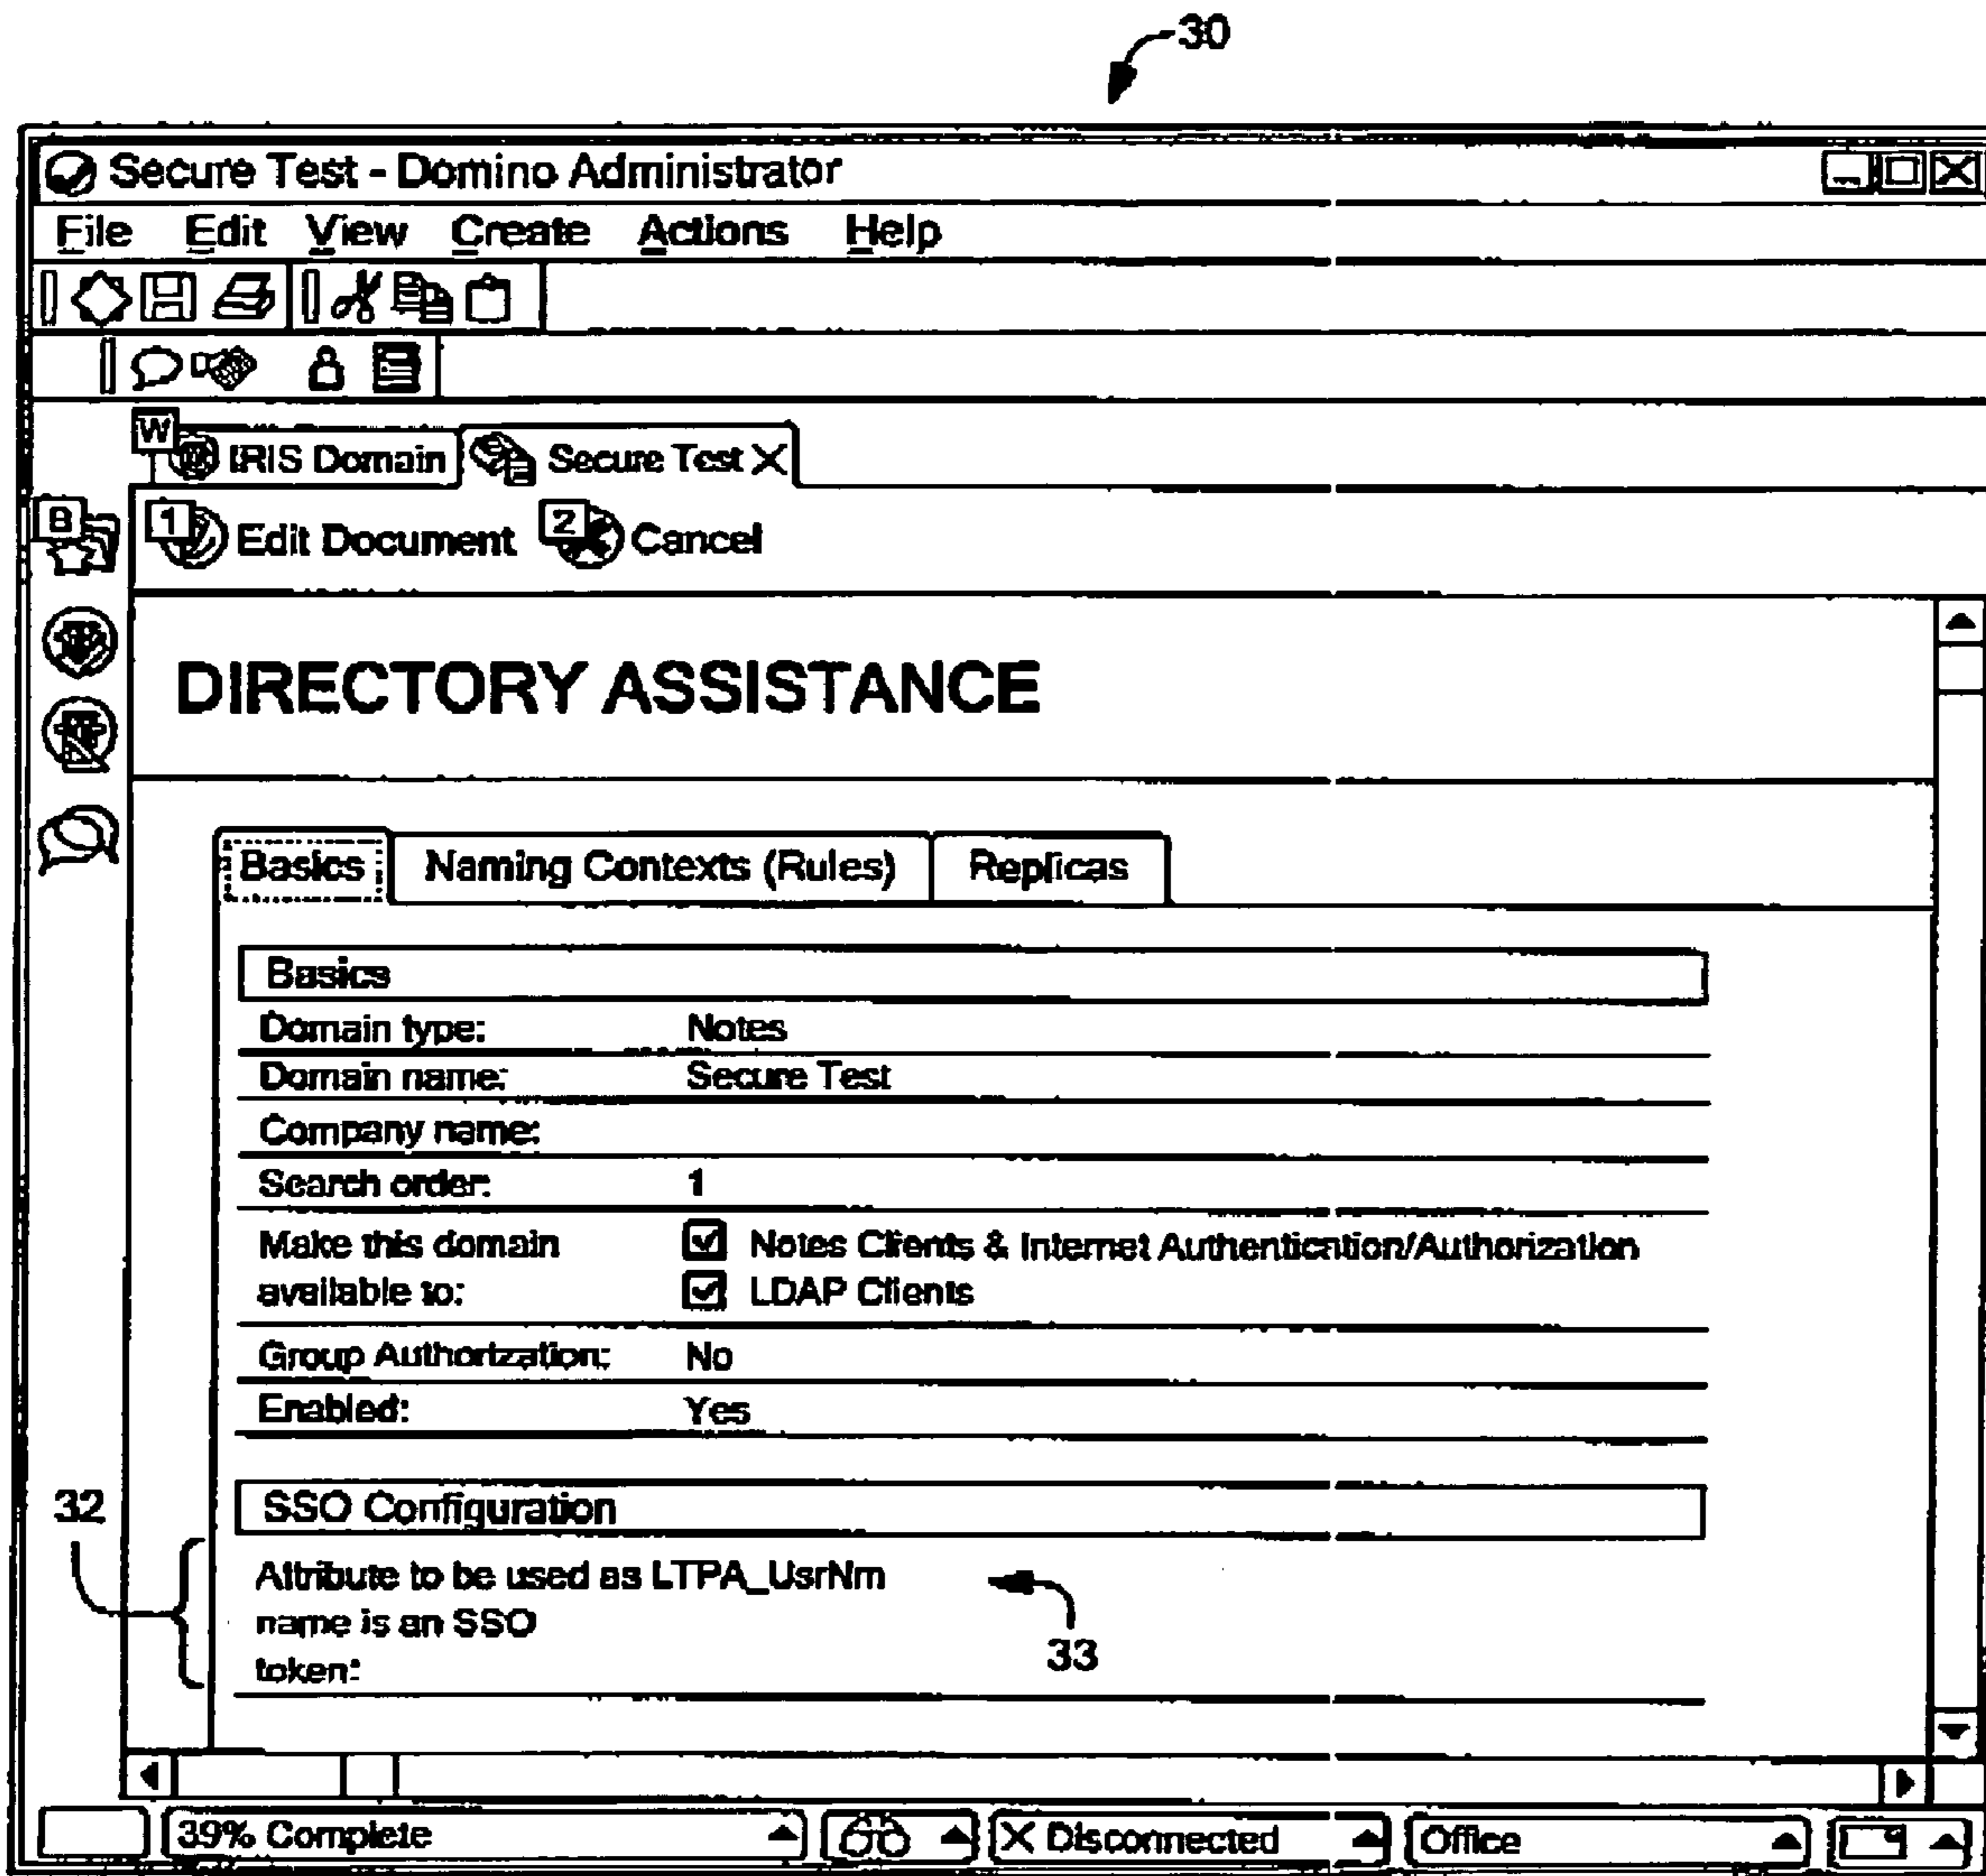 30
Secure Test - Domino Administrator
File Edit View Create Actions Help
W
IRIS Domain Secure Test X
B 1 Edit Document 2 Cancel
DIRECTORY ASSISTANCE
Basics Naming Contexts (Rules) Replicas
Basics
Domain type: Notes
Domain name: Secure Test
Company name:
Search order: 1
Make this domain Notes Clients & Internet Authentication/Authorization
available to: LDAP Clients
Group Authorization: No
Enabled: Yes
32 SSO Configuration
Attribute to be used as LTPA_UsrNm
name is an SSO
token:
33
39% Complete X Disconnected Office